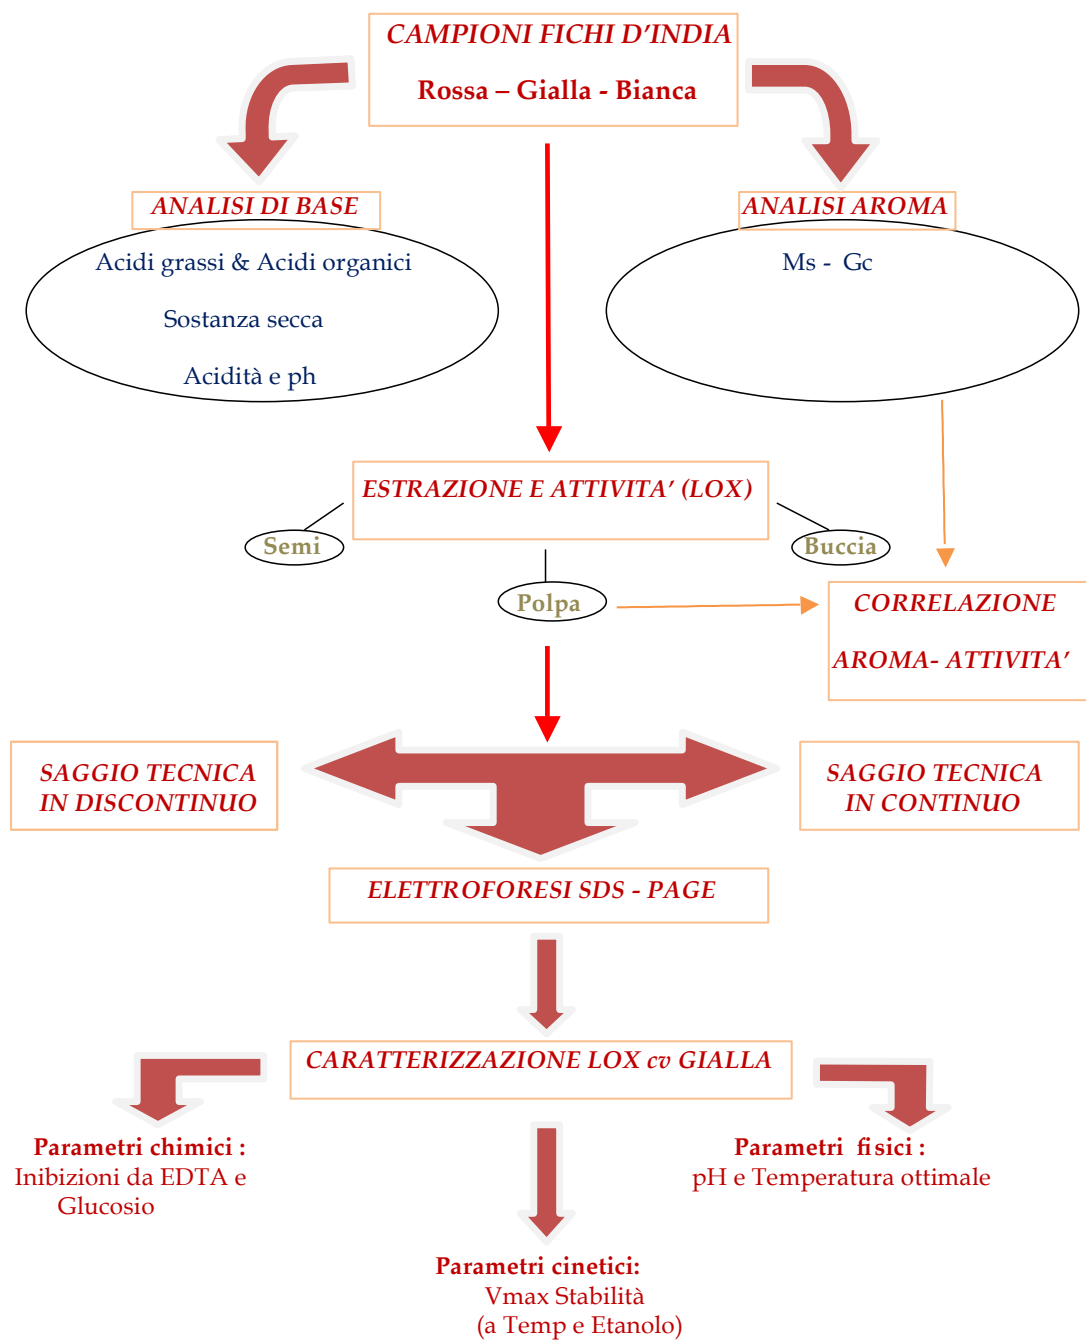 CAMPIONI FICHI D’INDIA
Rossa – Gialla - Bianca
ANALISI DI BASE
Acidi grassi & Acidi organici
Sostanza secca
Acidità e ph
ANALISI AROMA
Ms - Gc
ESTRAZIONE E ATTIVITA’ (LOX)
Semi
Polpa
Buccia
CORRELAZIONE
AROMA- ATTIVITA’
SAGGIO TECNICA
IN DISCONTINUO
SAGGIO TECNICA
IN CONTINUO
ELETTROFORESI SDS - PAGE
CARATTERIZZAZIONE LOX cv GIALLA
Parametri chimici :
Inibizioni da EDTA e
Glucosio
Parametri fisici :
pH e Temperatura ottimale
Parametri cinetici:
Vmax Stabilità
(a Temp e Etanolo)